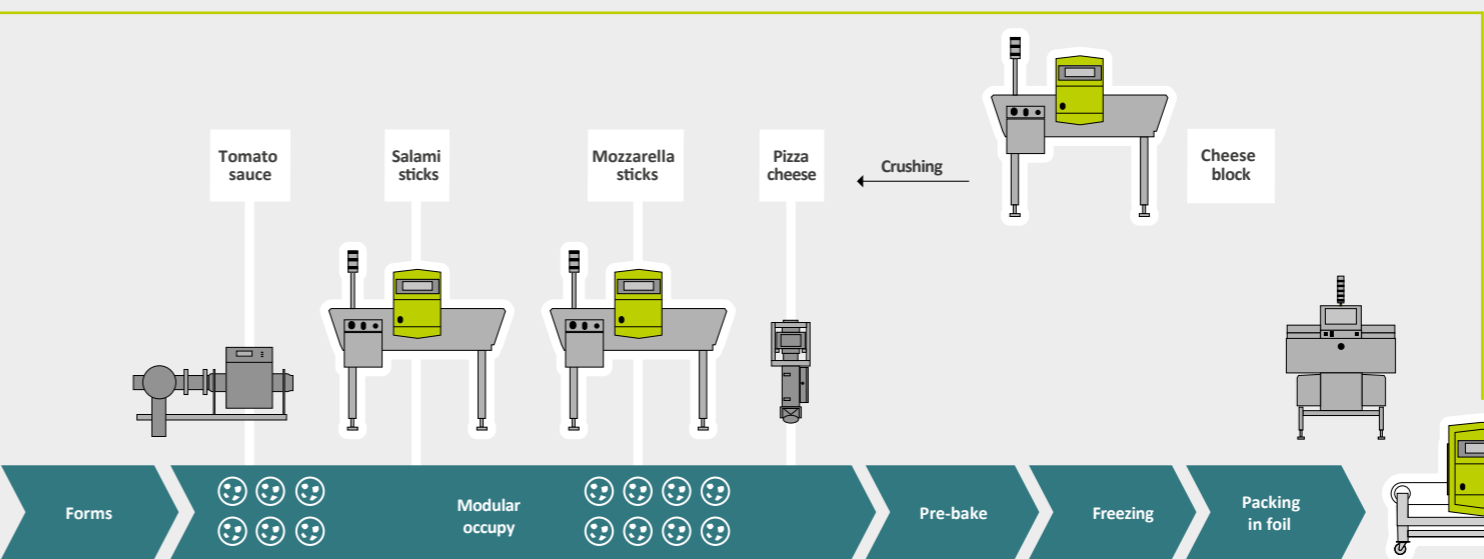 Tomato
sauce
Salami
sticks
Mozzarella
sticks
Pizza
cheese
Crushing
Cheese
block
Forms
Modular
occupy
Pre-bake
Freezing
Packing
in foil